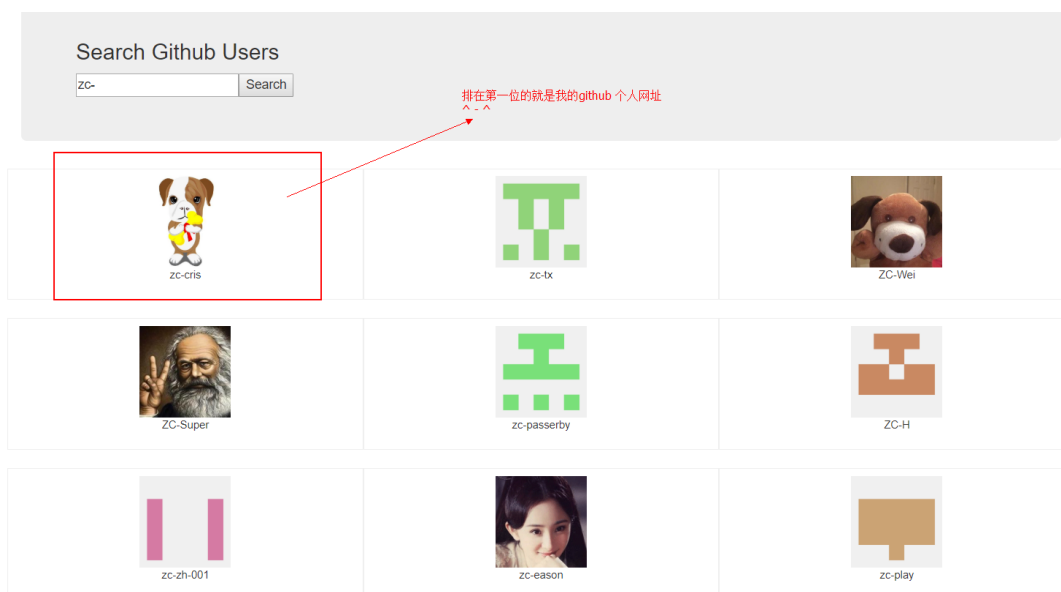 Search Github Users
zc-
Search
排在第一位的就是我的github 个人网址
^ - ^
zc-cris
zc-tx
ZC-Wei
ZC-Super
zc-passerby
ZC-H
zc-zh-001
zc-eason
zc-play